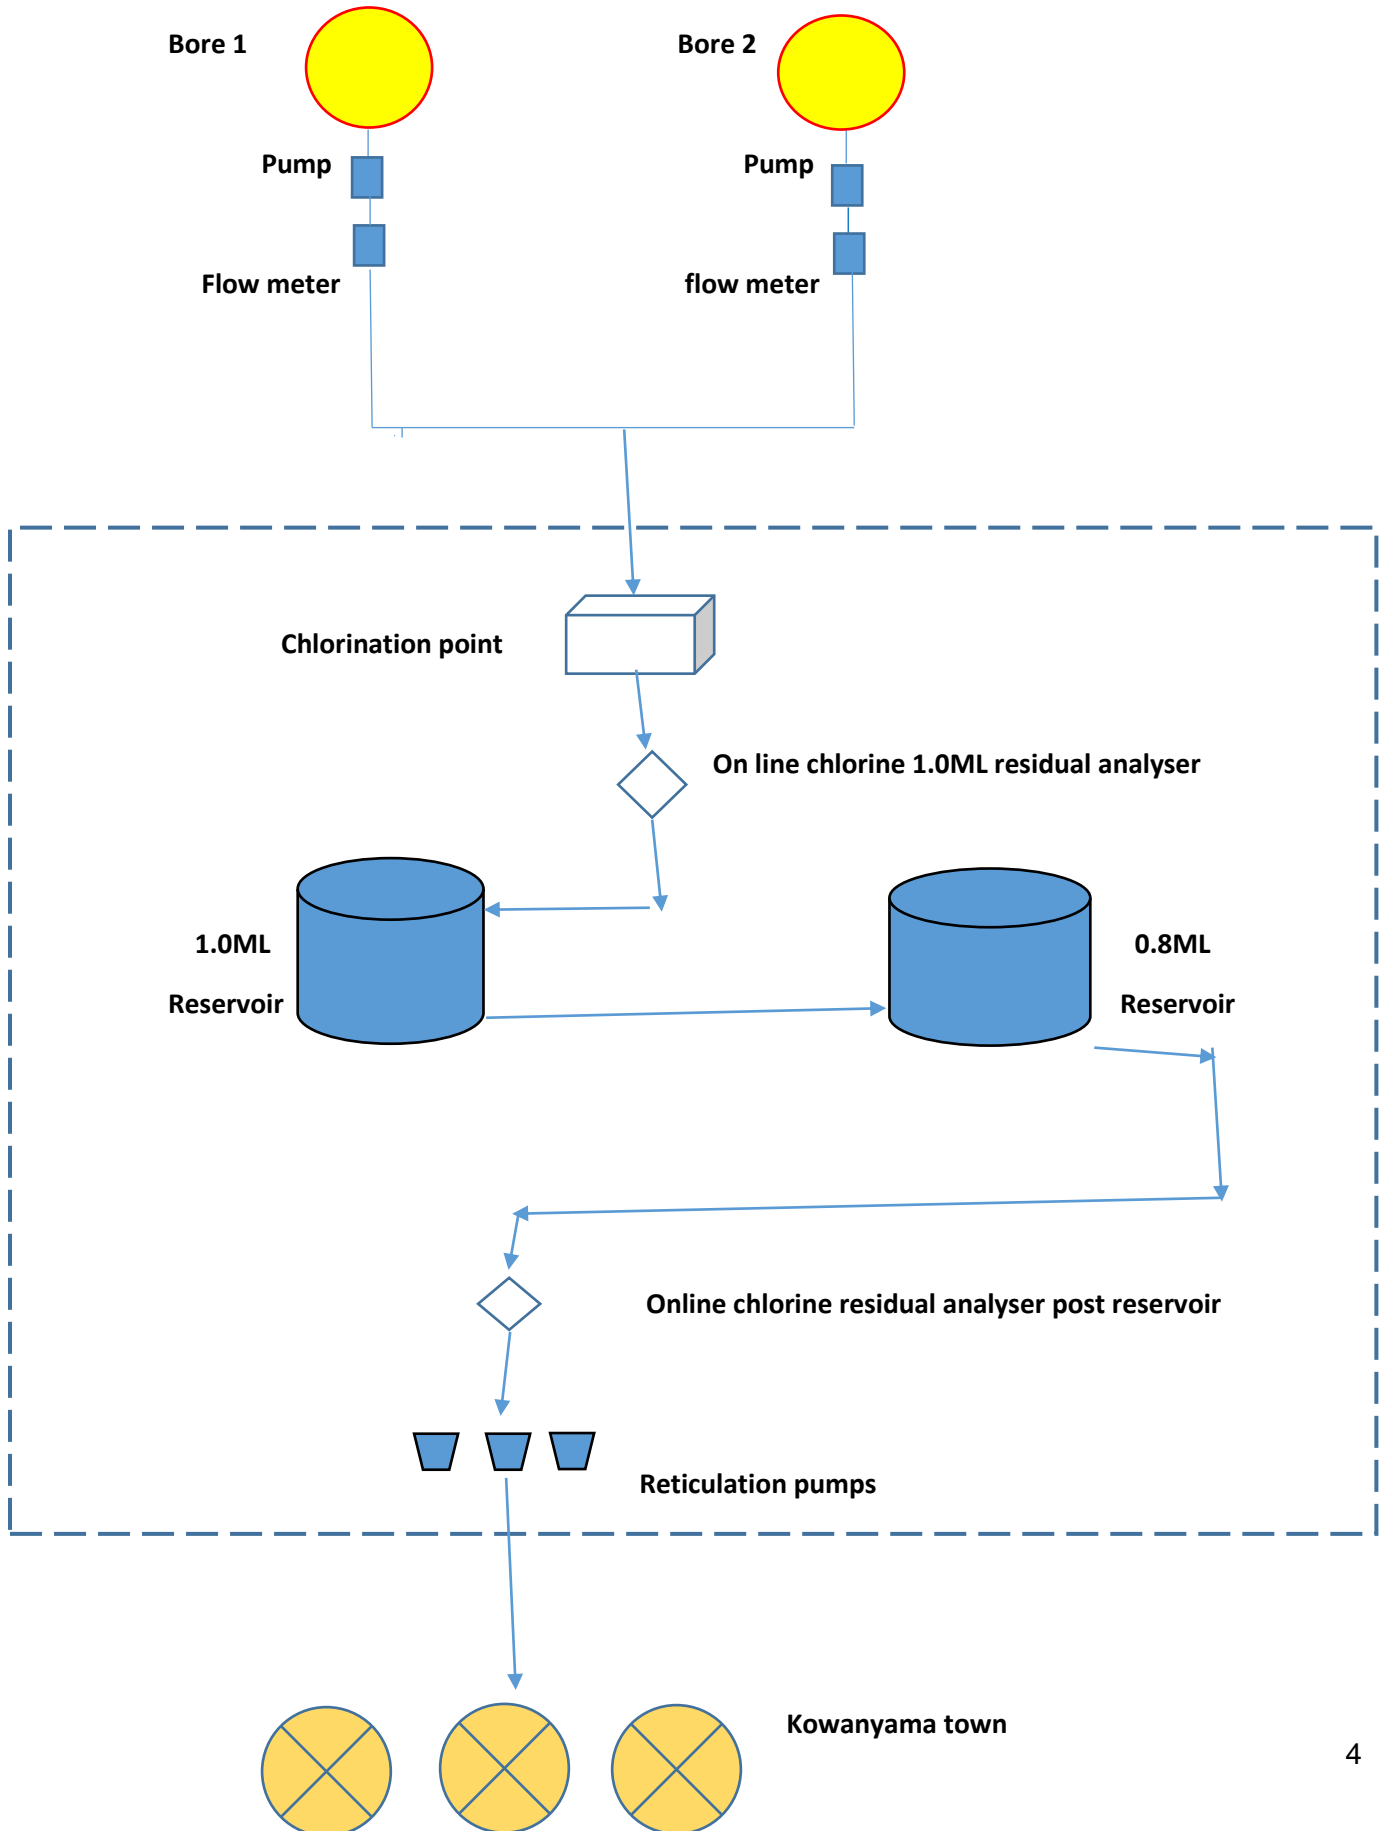 Bore 1
Bore 2
Pump
Pump
Flow meter
flow meter
Chlorination point
On line chlorine 1.0ML residual analyser
1.0ML
Reservoir
0.8ML
Reservoir
Online chlorine residual analyser post reservoir
Reticulation pumps
Kowanyama town
4